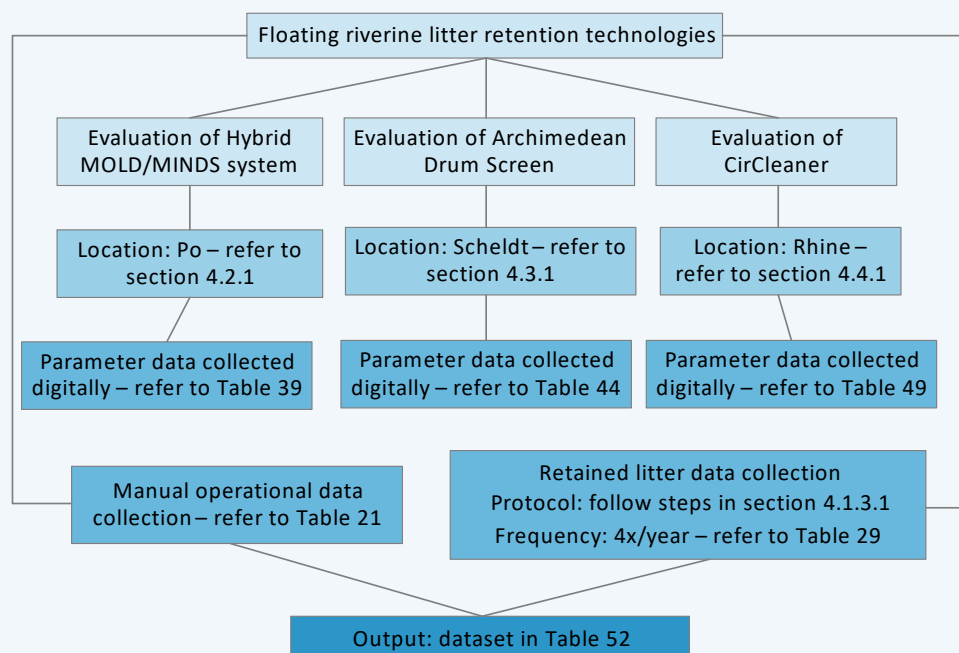 Floating riverine litter retention technologies
Evaluation of Hybrid
MOLD/MINDS system
Evaluation of Archimedean
Drum Screen
Evaluation of
CirCleaner
Location: Po – refer to
section 4.2.1
Location: Scheldt – refer to
section 4.3.1
Location: Rhine –
refer to section 4.4.1
Parameter data collected
digitally – refer to Table 39
Parameter data collected
digitally – refer to Table 44
Parameter data collected
digitally – refer to Table 49
Manual operational data
collection – refer to Table 21
Retained litter data collection
Protocol: follow steps in section 4.1.3.1
Frequency: 4x/year – refer to Table 29
Output: dataset in Table 52